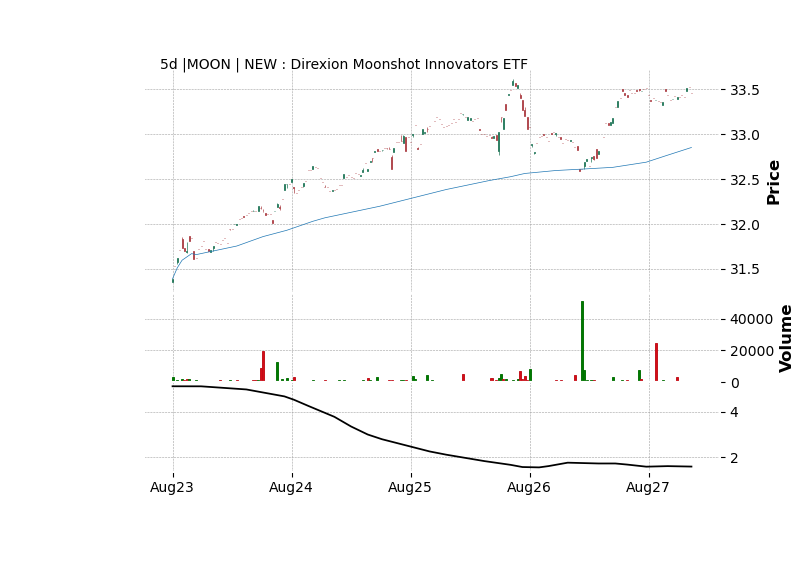 5d |MOON | NEW : Direxion Moonshot Innovators ETF
33.5
33.0
32.5
32.0
31.5
Price
40000
20000
0
Volume
4
2
Aug23 Aug24 Aug25 Aug26 Aug27